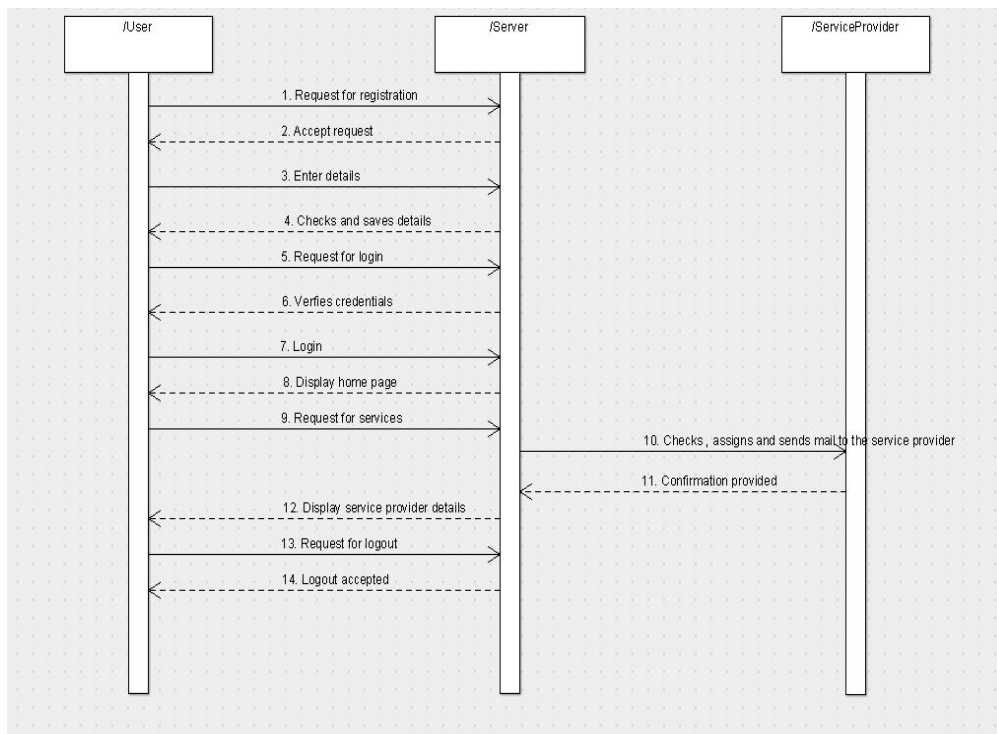 /User
/Server
/ServiceProvider
1. Request for registration
2. Accept request
3. Enter details
4. Checks and saves details
5. Request for login
6. Verfies credentials
7. Login
8. Display home page
9. Request for services
10. Checks , assigns and sends mail to the service provider
11. Confirmation provided
12. Display service provider details
13. Request for logout
14. Logout accepted